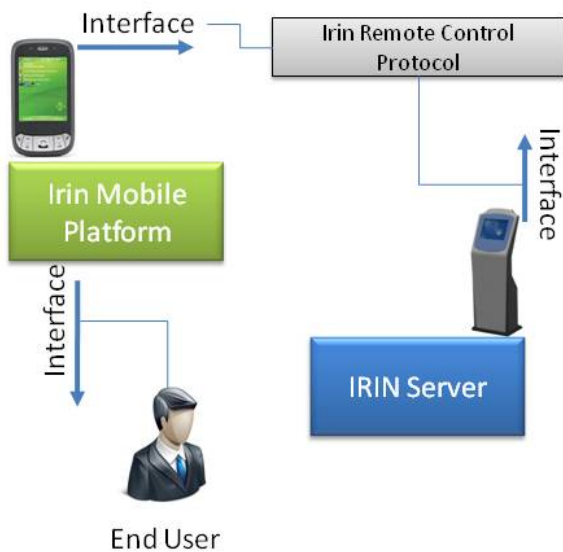 Interface
Irin Remote Control
Protocol
Interface
Irin Mobile
Platform
Interface
IRIN Server
End User